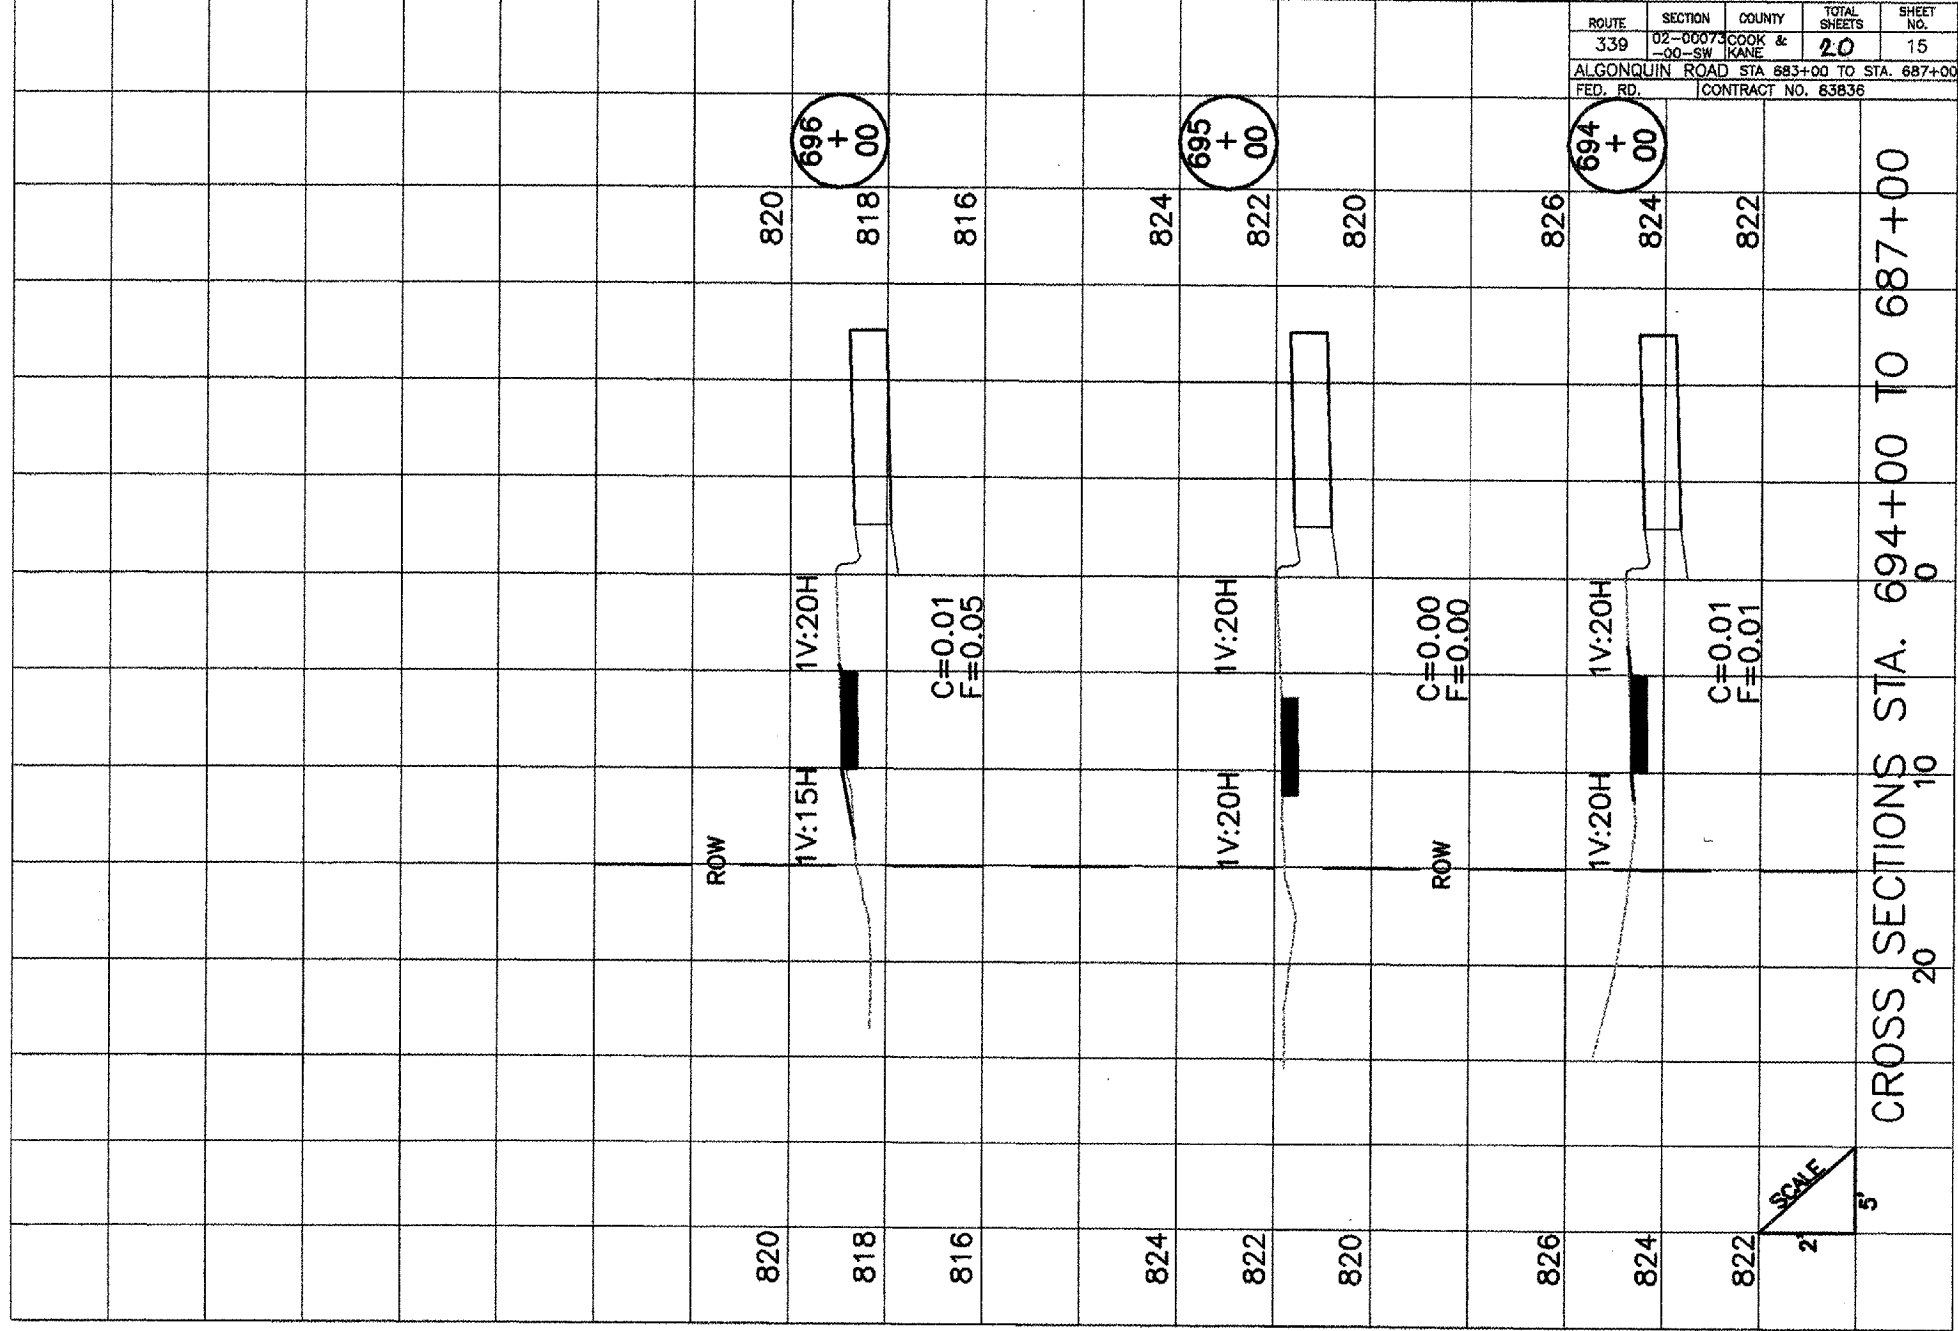 ROUTE SECTION COUNTY TOTAL SHEETS SHEET NO.
339 02-00073-00-SW COOK & KANE 20 15
ALGONQUIN ROAD STA 683+00 TO STA. 687+00
FED. RD. CONTRACT NO. 83836
696 + 00
820
818
816
1V:20H
1V:15H
C=0.01
F=0.05
ROW
820
818
816
695 + 00
824
822
820
1V:20H
1V:20H
C=0.00
F=0.00
ROW
824
822
820
694 + 00
826
824
822
1V:20H
1V:20H
C=0.01
F=0.01
826
824
822
0
10
20
CROSS SECTIONS STA. 694+00 TO 687+00
SCALE
2'
5'